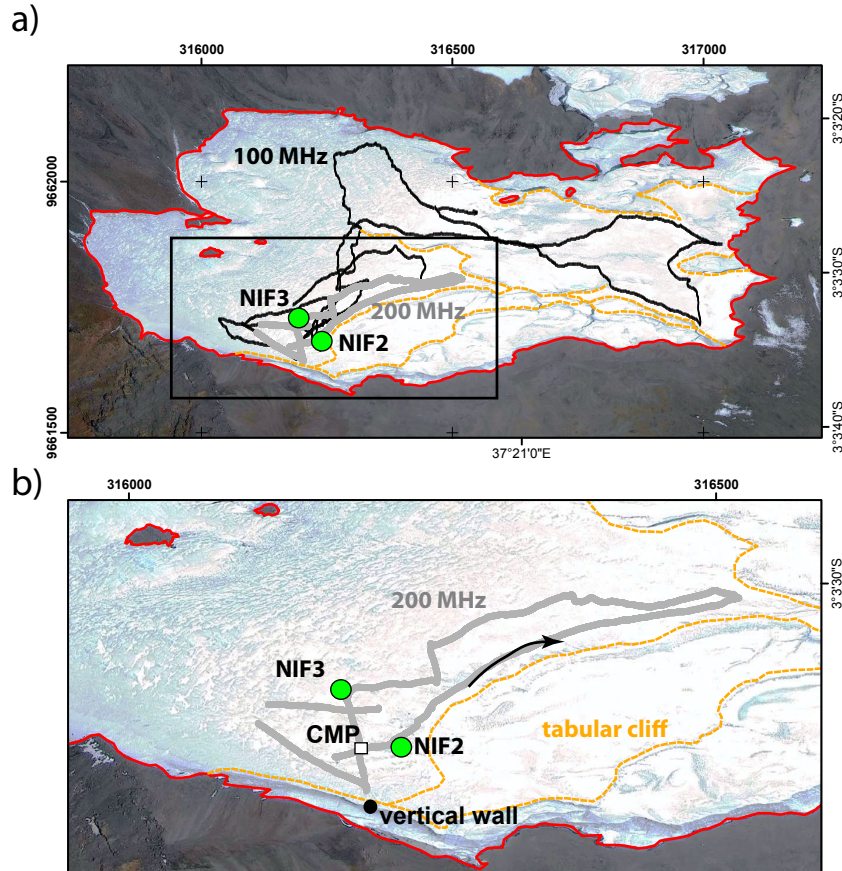 a)
316000
316500
317000
3°3'20"S
100 MHz
9662000
3°3'30"S
NIF3
200 MHz
NIF2
9661500
3°3'40"S
37°21'0"E
b)
316000
316500
3°3'30"S
200 MHz
NIF3
CMP
NIF2
tabular cliff
vertical wall